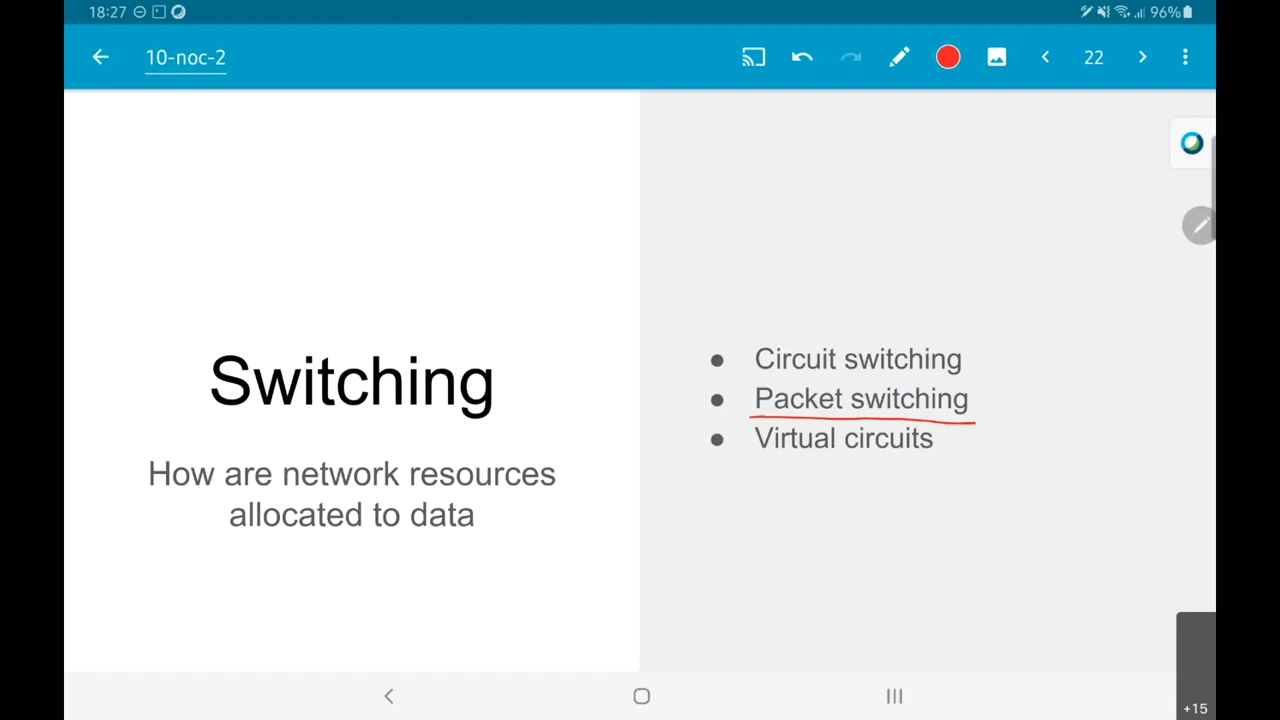 18:27
96%
10-noc-2
22
Switching
How are network resources
allocated to data
● Circuit switching
● Packet switching
● Virtual circuits
+15